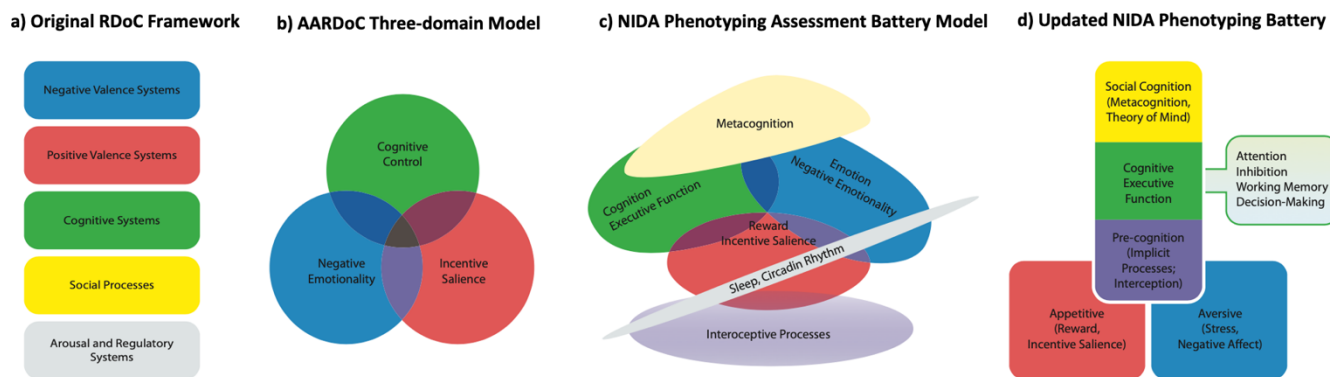 a) Original RDoC Framework
Negative Valence Systems
Positive Valence Systems
Cognitive Systems
Social Processes
Arousal and Regulatory
Systems
b) AARDoC Three-domain Model
Cognitive
Control
Negative
Emotionality
Incentive
Salience
c) NIDA Phenotyping Assessment Battery Model
Metacognition
Cognition
Executive Function
Emotion
Negative Emotionality
Reward
Incentive Salience
Sleep, Circadin Rhythm
Interoceptive Processes
d) Updated NIDA Phenotyping Battery
Social Cognition
(Metacognition,
Theory of Mind)
Cognitive
Executive
Function
Attention
Inhibition
Working Memory
Decision-Making
Pre-cognition
(Implicit
Processes;
Interception)
Appetitive
(Reward,
Incentive Salience)
Aversive
(Stress,
Negative Affect)